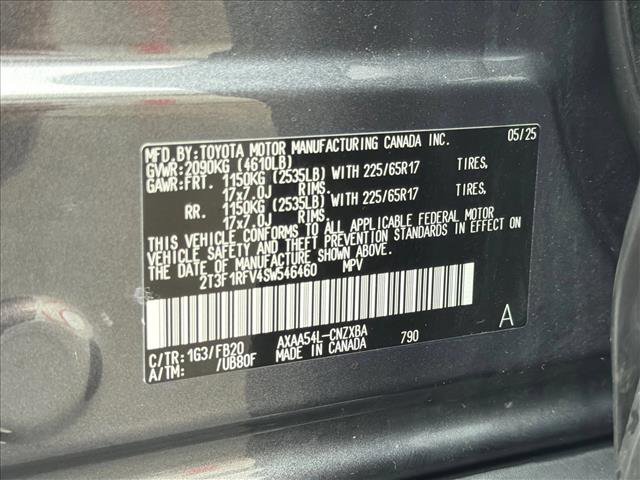 MFD.BY:TOYOTA MOTOR MANUFACTURING CANADA INC. 05/25
GVWR:2090KG (4610LB)
GAWR:FRT. 1150KG (2535LB) WITH 225/65R17 TIRES,
17x7.0J RIMS.
RR. 1150KG (2535LB) WITH 225/65R17 TIRES,
17x7.0J RIMS.
THIS VEHICLE CONFORMS TO ALL APPLICABLE FEDERAL MOTOR
VEHICLE SAFETY AND THEFT PREVENTION STANDARDS IN EFFECT ON
THE DATE OF MANUFACTURE SHOWN ABOVE.
2T3F1RFV4SW546460 MPV
C/TR:1G3/FB20 AXAA54L-CNZXBA 790 A
A/TM: /UB80F MADE IN CANADA